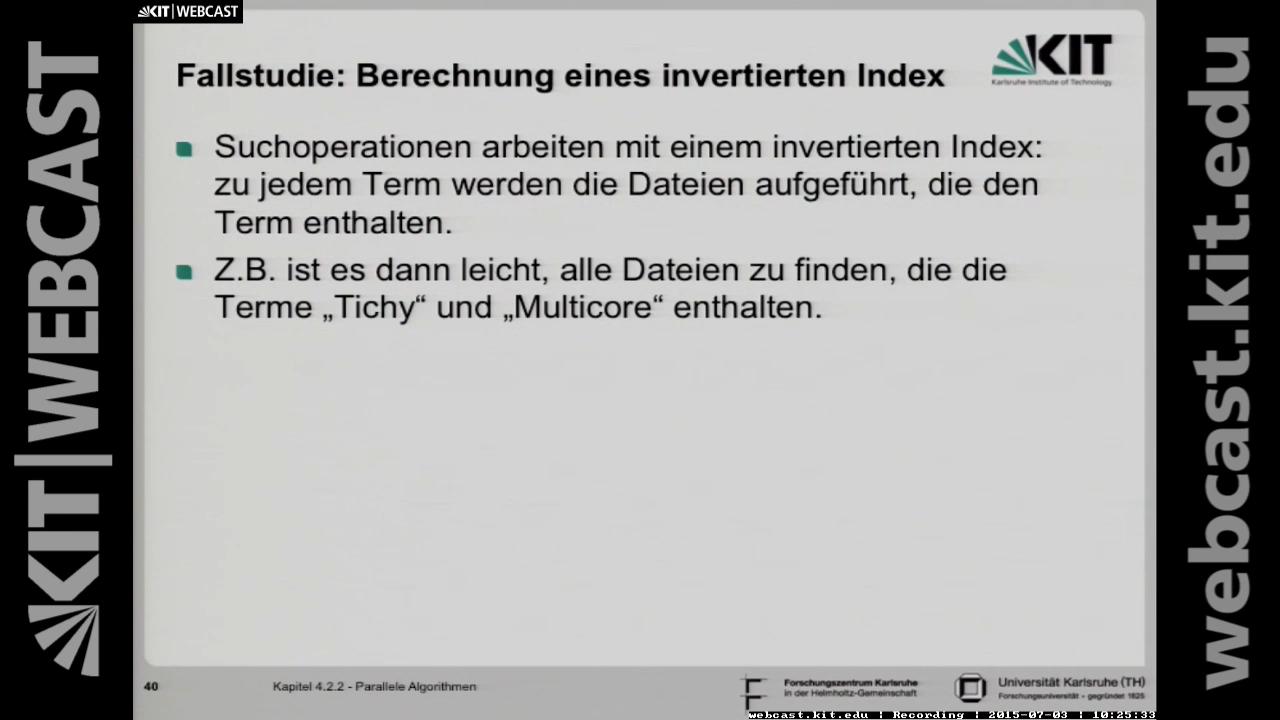 KIT|WEBCAST
KIT|WEBCAST
webcast.kit.edu
KIT
Karlsruhe Institute of Technology
Fallstudie: Berechnung eines invertierten Index
Suchoperationen arbeiten mit einem invertierten Index:
zu jedem Term werden die Dateien aufgeführt, die den
Term enthalten.
Z.B. ist es dann leicht, alle Dateien zu finden, die die
Terme „Tichy“ und „Multicore“ enthalten.
40
Kapitel 4.2.2 - Parallele Algorithmen
Forschungszentrum Karlsruhe
in der Helmholtz-Gemeinschaft
Universität Karlsruhe (TH)
Forschungsuniversität • gegründet 1825
webcast.kit.edu | Recording | 2015-07-03 | 10:25:33